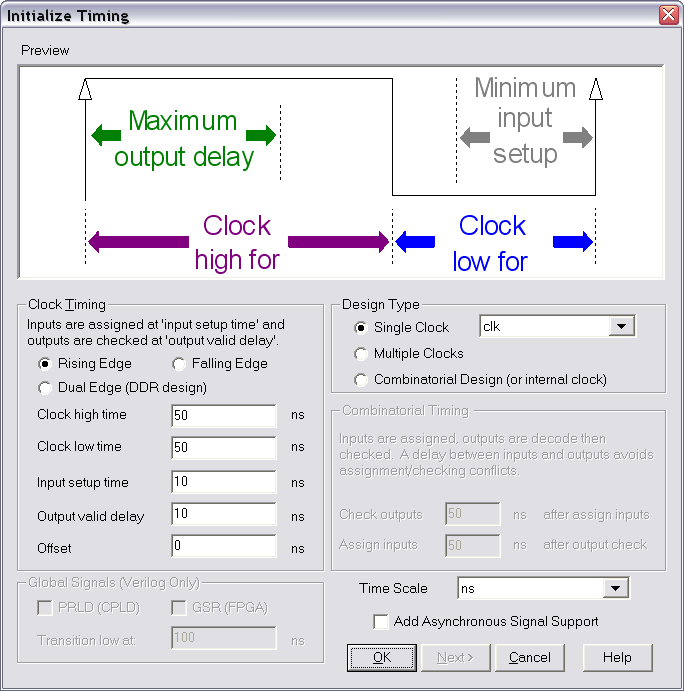 Initialize Timing
Preview
Maximum
output delay
Minimum
input
setup
Clock
high for
Clock
low for
Clock Timing
Inputs are assigned at 'input setup time' and
outputs are checked at 'output valid delay'.
Rising Edge
Falling Edge
Dual Edge (DDR design)
Clock high time 50 ns
Clock low time 50 ns
Input setup time 10 ns
Output valid delay 10 ns
Offset 0 ns
Global Signals (Verilog Only)
PRLD (CPLD)
GSR (FPGA)
Transition low at: 100 ns
Design Type
Single Clock clk
Multiple Clocks
Combinatorial Design (or internal clock)
Combinatorial Timing
Inputs are assigned, outputs are decode then
checked. A delay between inputs and outputs avoids
assignment/checking conflicts.
Check outputs 50 ns after assign inputs
Assign inputs 50 ns after output check
Time Scale ns
Add Asynchronous Signal Support
OK
Next >
Cancel
Help